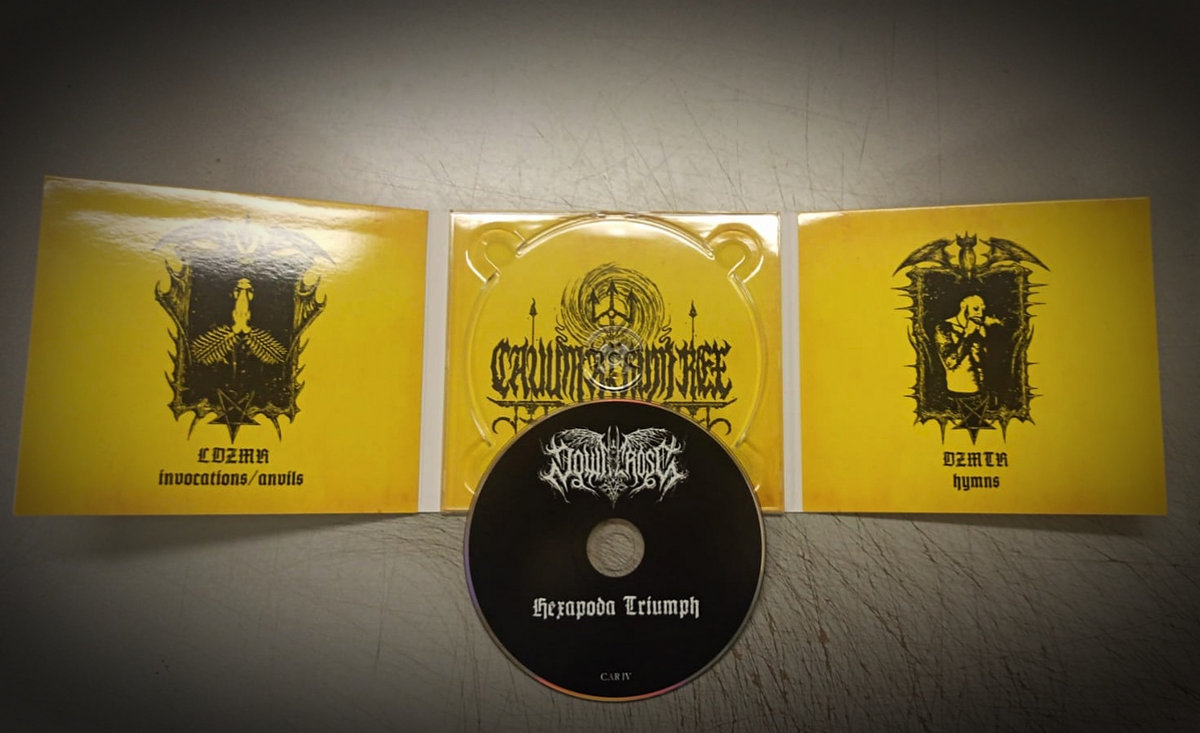 LDZMR
invocations/anvils
DZMTR
hymns
Hexapoda Triumph
CAR IV